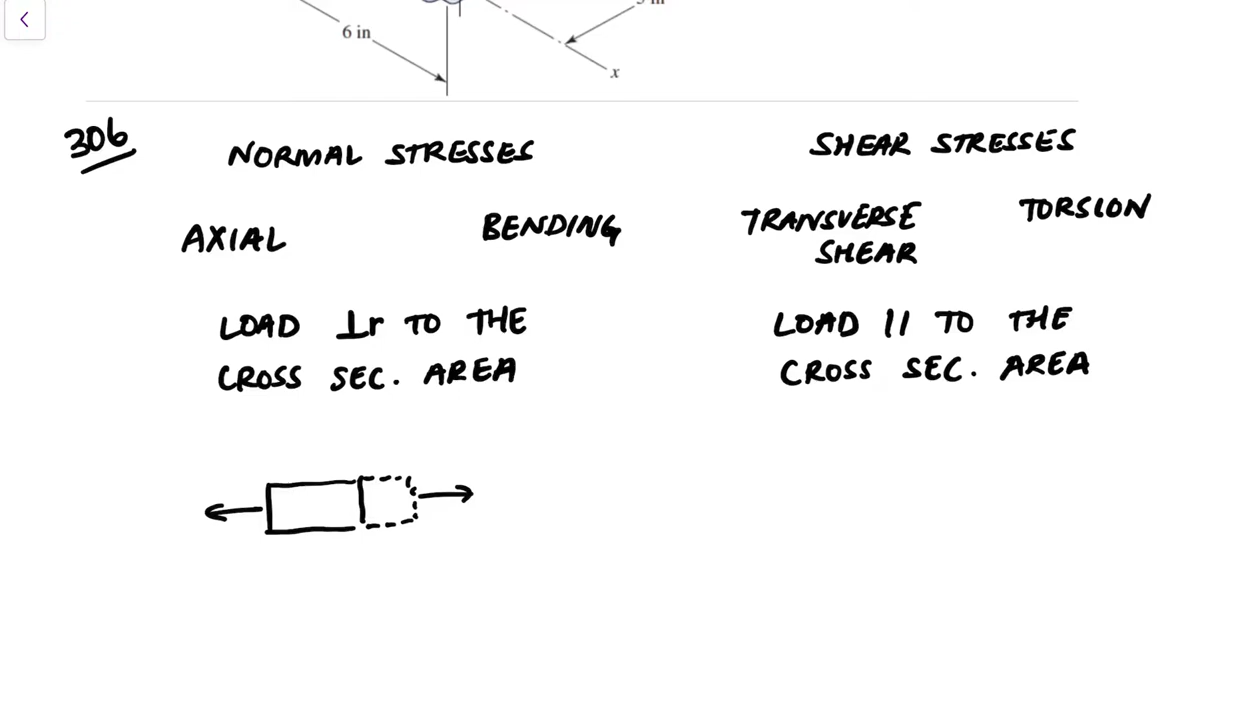 6 in
x
306
NORMAL STRESSES
SHEAR STRESSES
AXIAL
BENDING
TRANSVERSE
SHEAR
TORSION
LOAD ⊥r TO THE
CROSS SEC. AREA
LOAD || TO THE
CROSS SEC. AREA